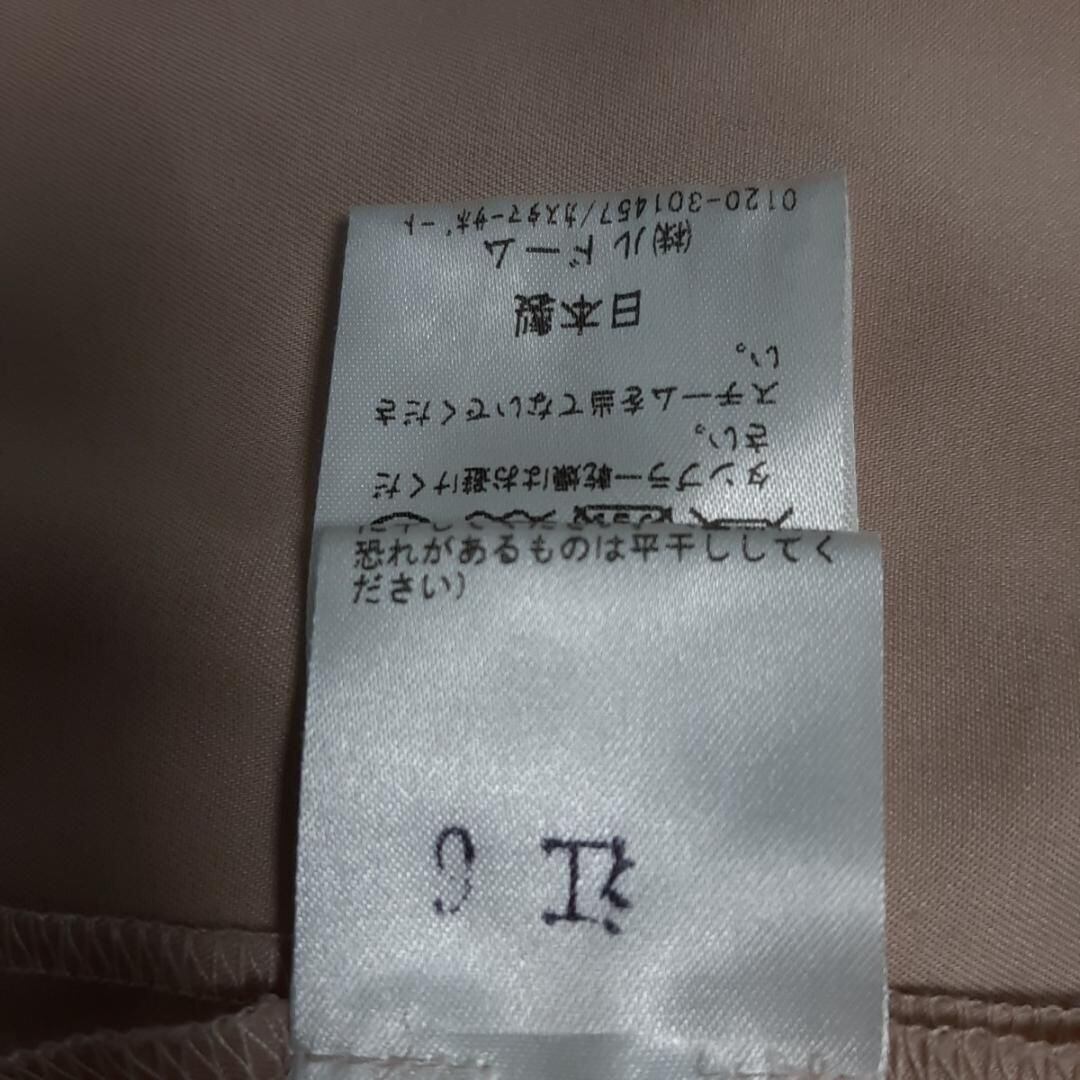 タンブラー乾燥はお避けくだ
さい。
スチームを当てないでくださ
い。
日本製
㈱ルドーム
0120-301457/カスタマーサポート
恐れがあるものは平干ししてく
ださい)
江